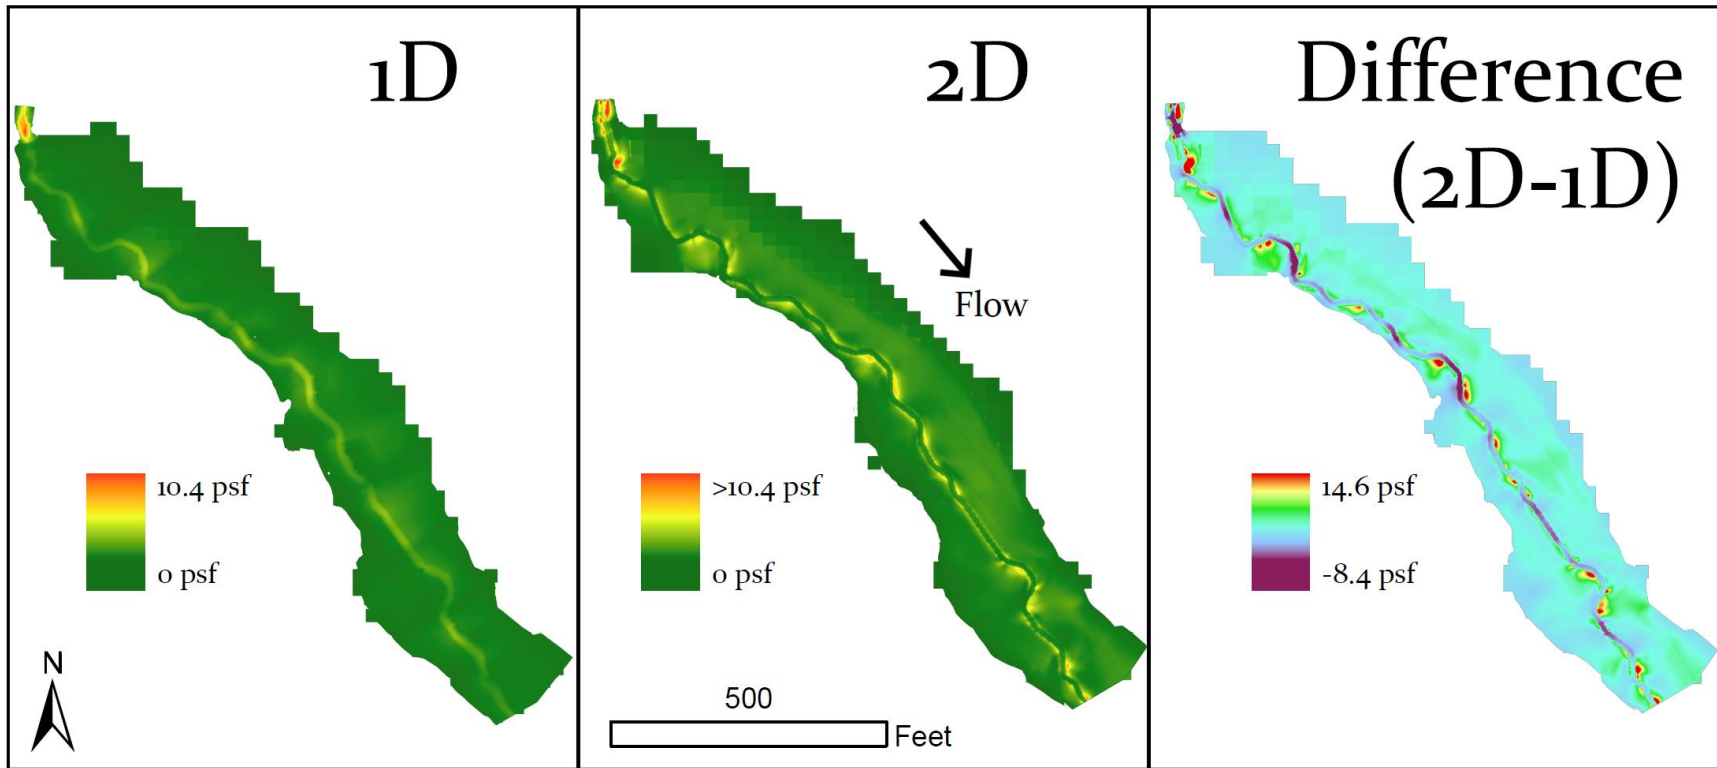 1D
10.4 psf
0 psf
N
2D
Flow
>10.4 psf
0 psf
500
Feet
Difference
(2D-1D)
14.6 psf
-8.4 psf